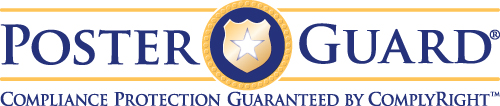 POSTER GUARD®
COMPLIANCE PROTECTION GUARANTEED BY COMPLYRIGHT™